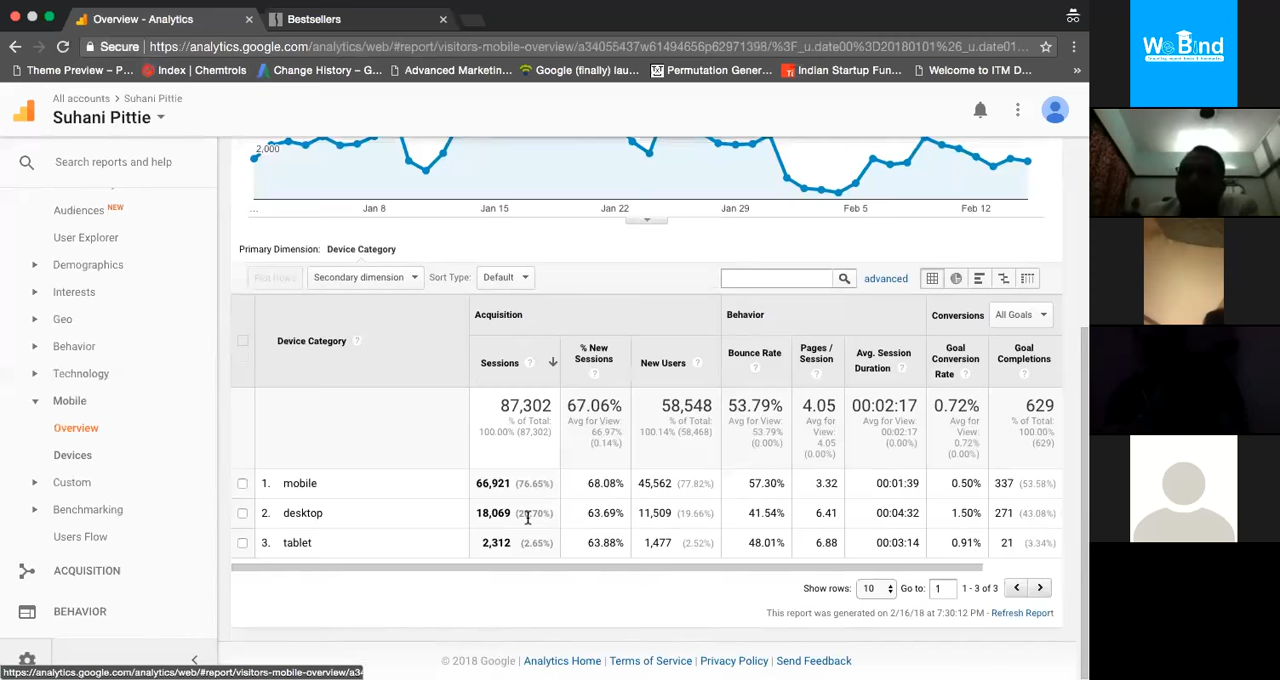 Overview - Analytics
Bestsellers
Secure https://analytics.google.com/analytics/web/#report/visitors-mobile-overview/a34055437w61494656p62971398/%3F_u.date00%3D20180101%26_u.date01...
Theme Preview – P...
Index | Chemtrols
Change History – G...
Advanced Marketin...
Google (finally) lau...
Permutation Gener...
Indian Startup Fun...
Welcome to ITM D...
»
All accounts > Suhani Pittie
Suhani Pittie
Search reports and help
Audiences NEW
User Explorer
Demographics
Interests
Geo
Behavior
Technology
Mobile
Overview
Devices
Custom
Benchmarking
Users Flow
ACQUISITION
BEHAVIOR
2,000
... Jan 8 Jan 15 Jan 22 Jan 29 Feb 5 Feb 12
Primary Dimension: Device Category
Plot Rows Secondary dimension Sort Type: Default advanced
Device Category ?
Acquisition Behavior Conversions All Goals
Sessions ? % New Sessions ? New Users ? Bounce Rate ? Pages / Session ? Avg. Session Duration ? Goal Conversion Rate ? Goal Completions ?
87,302 67.06% 58,548 53.79% 4.05 00:02:17 0.72% 629
% of Total: 100.00% (87,302) Avg for View: 66.97% (0.14%) % of Total: 100.14% (58,468) Avg for View: 53.79% (0.00%) Avg for View: 4.05 (0.00%) Avg for View: 00:02:17 (0.00%) Avg for View: 0.72% (0.00%) % of Total: 100.00% (629)
1. mobile 66,921 (76.65%) 68.08% 45,562 (77.82%) 57.30% 3.32 00:01:39 0.50% 337 (53.58%)
2. desktop 18,069 63.69% 11,509 (19.66%) 41.54% 6.41 00:04:32 1.50% 271 (43.08%)
3. tablet 2,312 (2.65%) 63.88% 1,477 (2.52%) 48.01% 6.88 00:03:14 0.91% 21 (3.34%)
Show rows: 10 Go to: 1 1 - 3 of 3
This report was generated on 2/16/18 at 7:30:12 PM - Refresh Report
© 2018 Google | Analytics Home | Terms of Service | Privacy Policy | Send Feedback
https://analytics.google.com/analytics/web/#report/visitors-mobile-overview/a34
We Bind